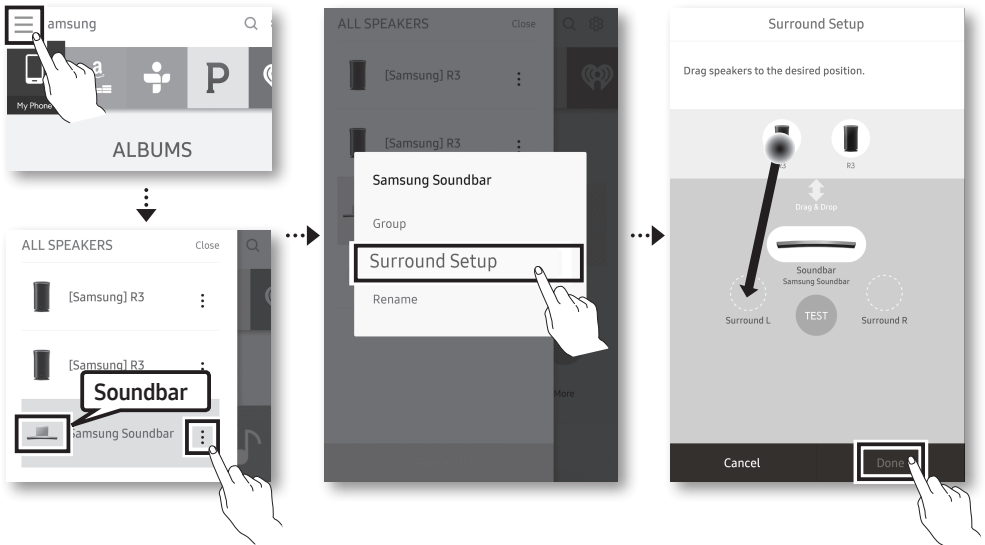 amsung
a
P
My Phone
ALBUMS
ALL SPEAKERS
Close
[Samsung] R3
[Samsung] R3
Soundbar
Samsung Soundbar
ALL SPEAKERS
Close
[Samsung] R3
[Samsung] R3
Samsung Soundbar
Group
Surround Setup
Rename
More
Surround Setup
Drag speakers to the desired position.
R3
R3
Drag & Drop
Soundbar
Samsung Soundbar
Surround L
TEST
Surround R
Cancel
Done